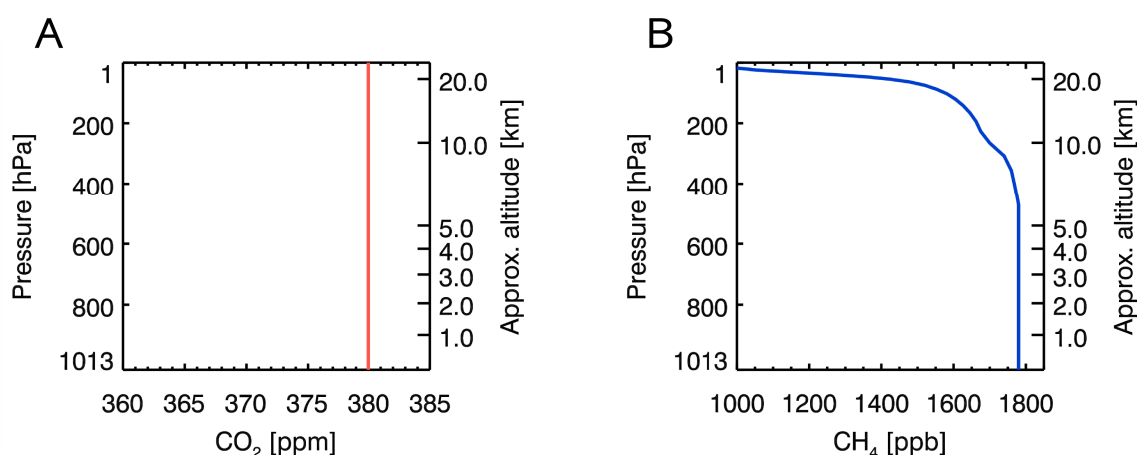 A
Pressure [hPa]
1
200
400
600
800
1013
20.0
10.0
5.0
4.0
3.0
2.0
1.0
Approx. altitude [km]
360 365 370 375 380 385
CO₂ [ppm]
B
Pressure [hPa]
1
200
400
600
800
1013
20.0
10.0
5.0
4.0
3.0
2.0
1.0
Approx. altitude [km]
1000 1200 1400 1600 1800
CH₄ [ppb]